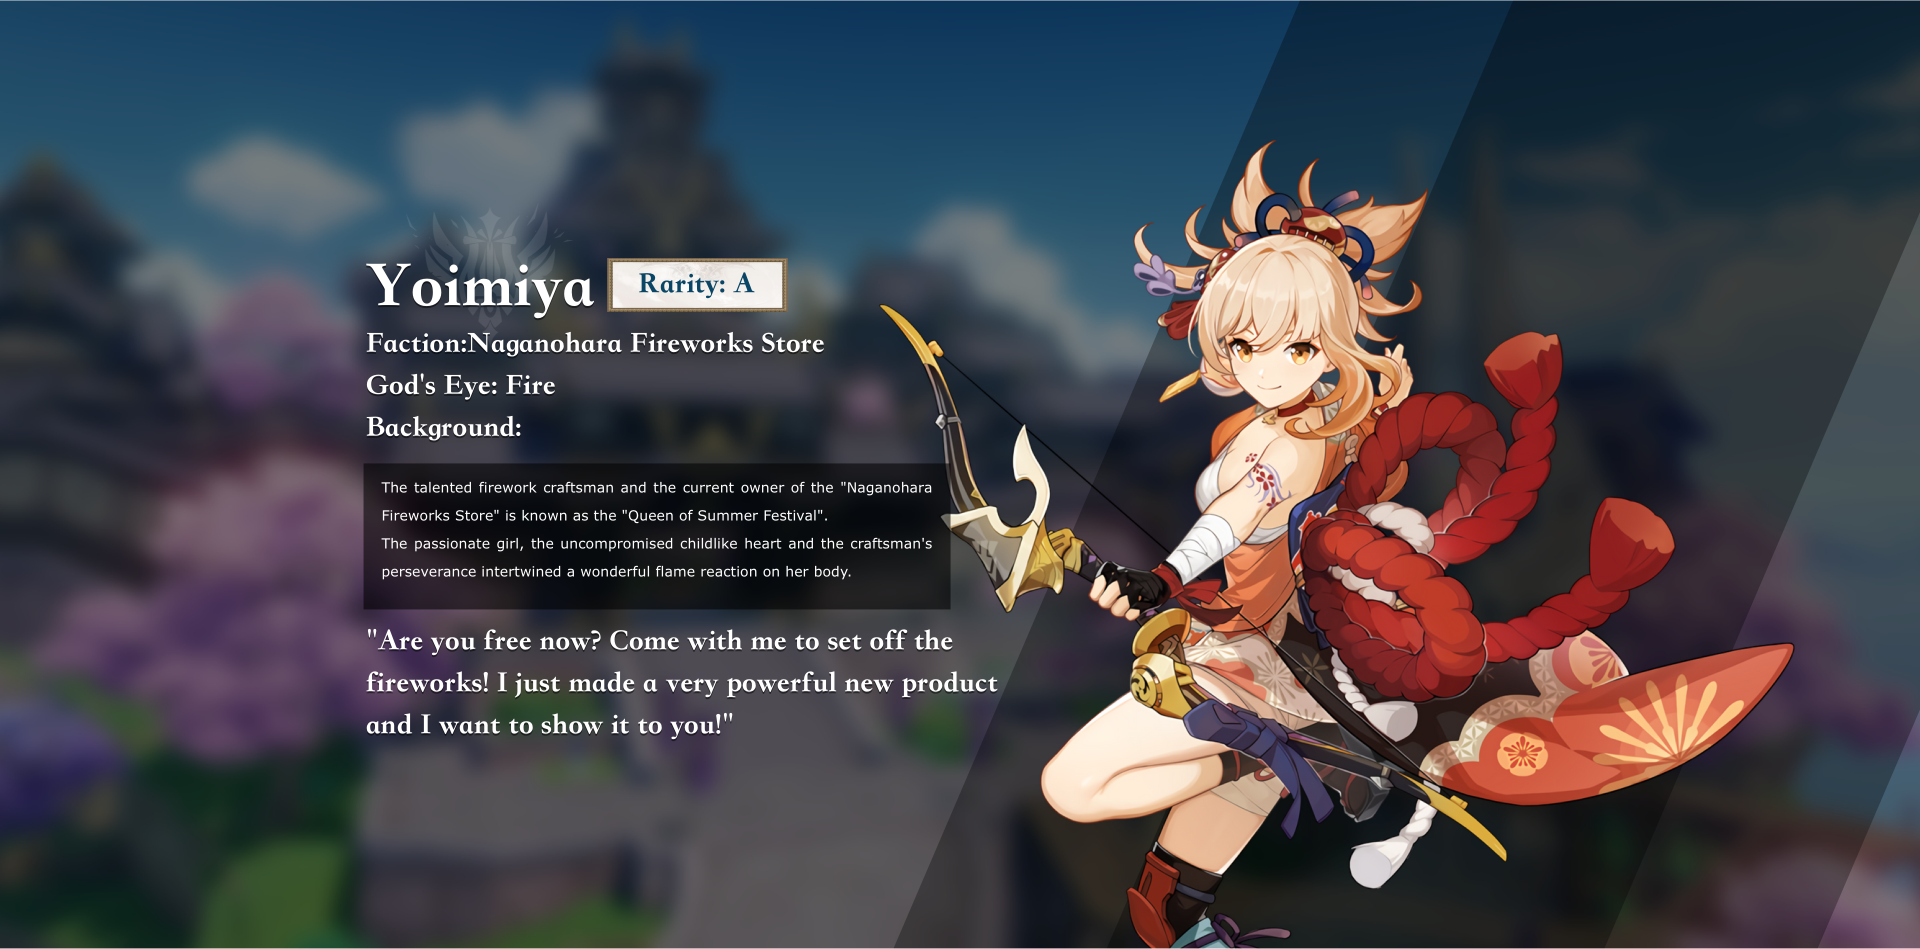 Yoimiya
Rarity: A
Faction:Naganohara Fireworks Store
God's Eye: Fire
Background:
The talented firework craftsman and the current owner of the "Naganohara
Fireworks Store" is known as the "Queen of Summer Festival".
The passionate girl, the uncompromised childlike heart and the craftsman's
perseverance intertwined a wonderful flame reaction on her body.
"Are you free now? Come with me to set off the
fireworks! I just made a very powerful new product
and I want to show it to you!"